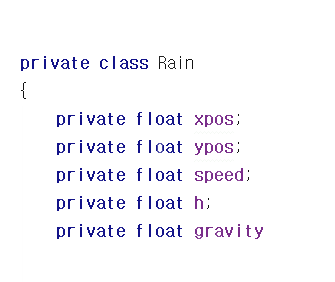 private class Rain
{
private float xpos;
private float ypos;
private float speed;
private float h;
private float gravity